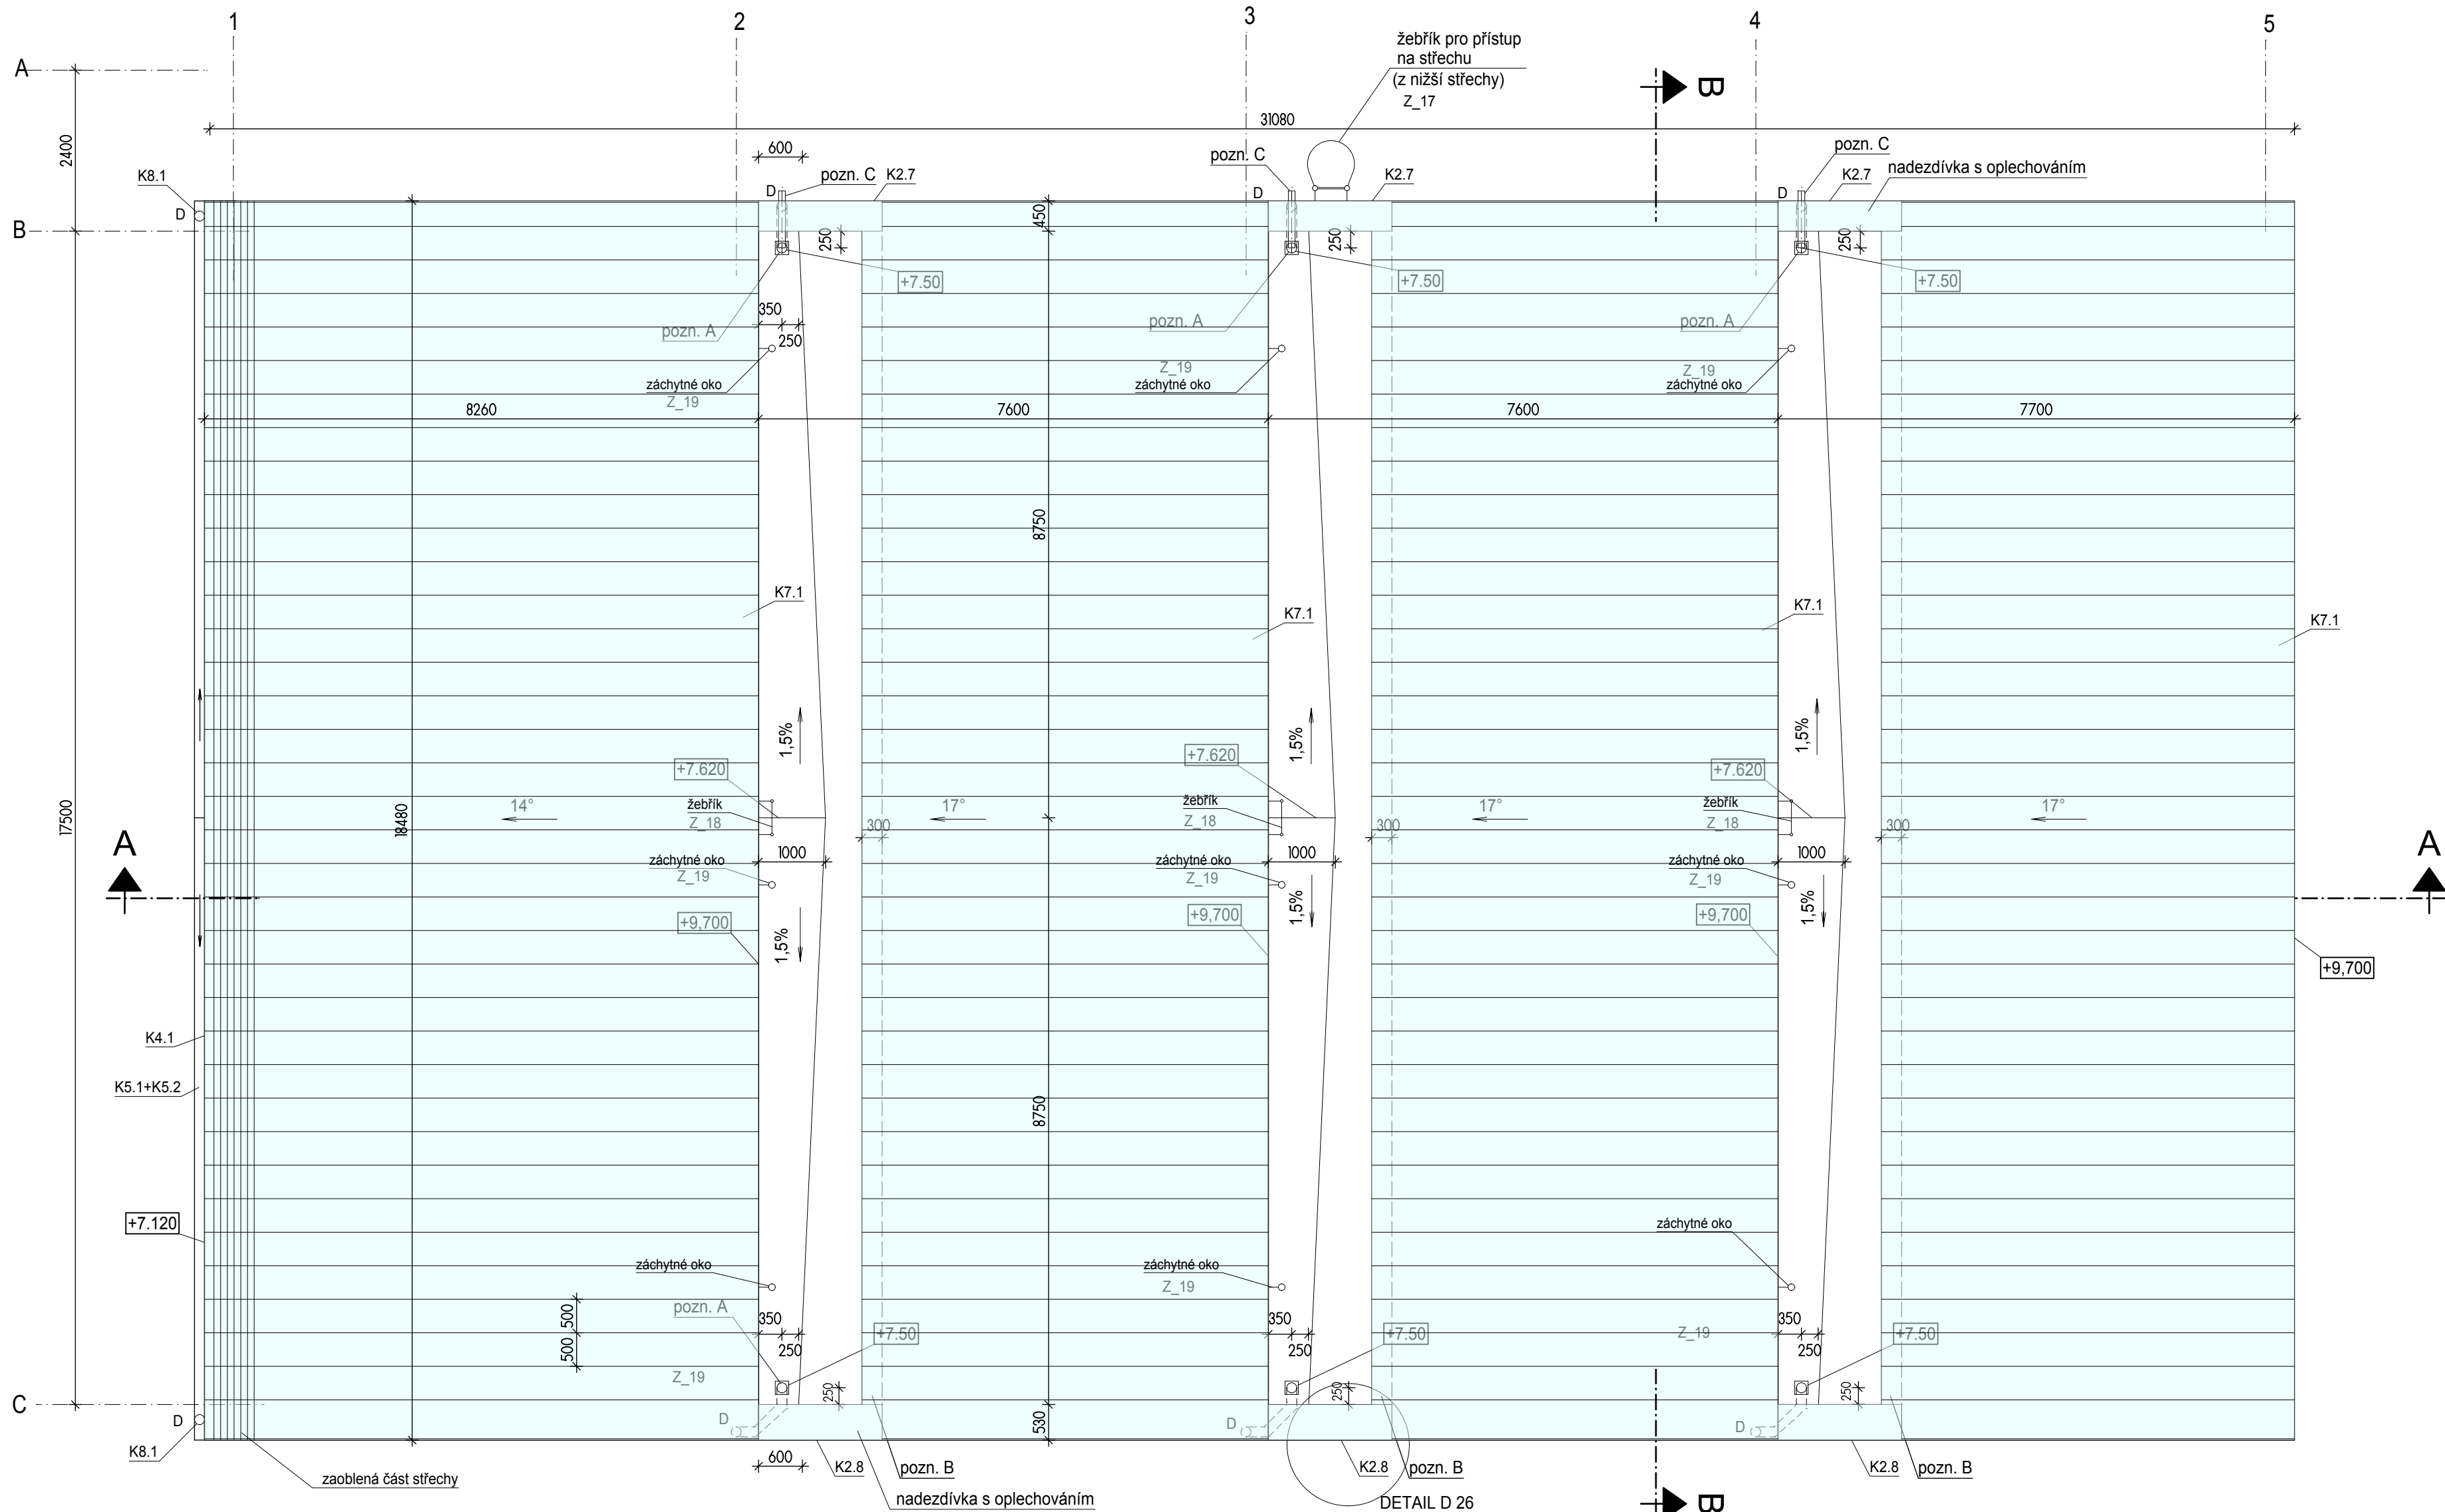 1
2
3
4
5
A
žebřík pro přístup
na střechu
(z nižší střechy)
Z_17
B
31080
2400
600
K8.1
D
D
pozn. C
K2.7
pozn. C
D
K2.7
pozn. C
D
K2.7
nadezdívka s oplechováním
B
450
250
250
250
+7.50
+7.50
+7.50
350
250
pozn. A
pozn. A
pozn. A
záchytné oko
Z_19
Z_19
záchytné oko
Z_19
záchytné oko
8260
7600
7600
7700
8750
K7.1
K7.1
K7.1
K7.1
1,5%
1,5%
1,5%
+7.620
+7.620
+7.620
14°
17°
17°
17°
žebřík
Z_18
žebřík
Z_18
žebřík
Z_18
300
300
300
17500
18480
1000
1000
1000
A
A
záchytné oko
Z_19
záchytné oko
Z_19
záchytné oko
Z_19
+9,700
+9,700
+9,700
+9,700
1,5%
1,5%
1,5%
K4.1
K5.1+K5.2
8750
+7.120
záchytné oko
záchytné oko
Z_19
záchytné oko
500
500
pozn. A
350
250
+7.50
350
250
+7.50
Z_19
350
250
+7.50
Z_19
250
250
250
C
D
K8.1
D
D
D
530
600
K2.8
pozn. B
K2.8
pozn. B
K2.8
pozn. B
zaoblená část střechy
nadezdívka s oplechováním
DETAIL D 26
B